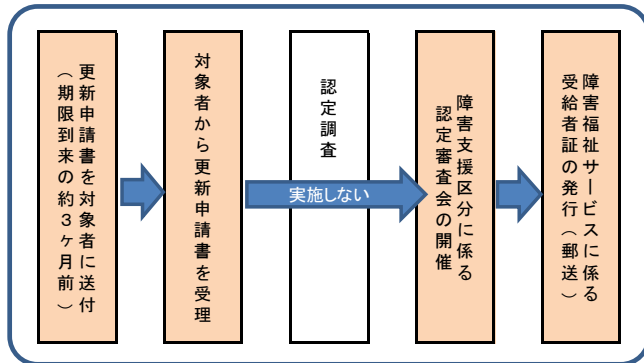 更新申請書を対象者に送付
（期限到来の約３ヶ月前）
対象者から更新申請書を受理
認定調査
実施しない
障害支援区分に係る
認定審査会の開催
障害福祉サービスに係る
受給者証の発行（郵送）